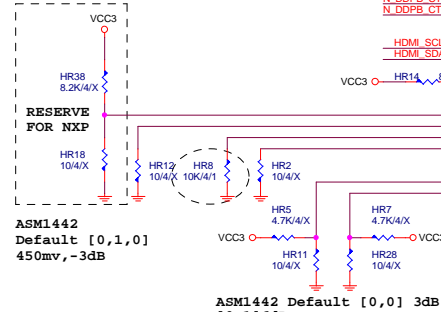 N_DDPB_CT
HDMI_SCL
HDMI_SDA
VCC3
HR38
8.2K/4/X
VCC3
HR14
RESERVE
FOR NXP
HR18
10/4/X
HR12
10/4/X
HR8
10K/4/1
HR2
10/4/X
ASM1442
Default [0,1,0]
450mv,-3dB
HR5
4.7K/4/X
HR7
4.7K/4/X
VCC3
VCC3
HR11
10/4/X
HR28
10/4/X
ASM1442 Default [0,0] 3dB